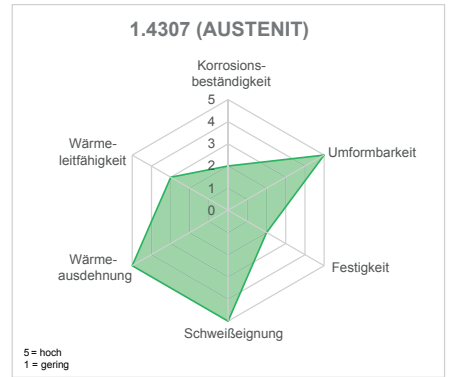 1.4307 (AUSTENIT)
Korrosions-
beständigkeit
5
4
3
2
1
0
Umformbarkeit
Festigkeit
Schweißeignung
Wärme-
ausdehnung
Wärme-
leitfähigkeit
5 = hoch
1 = gering